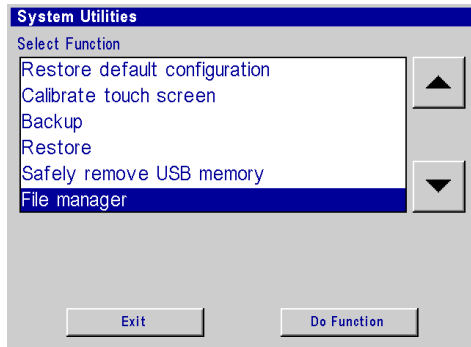 System Utilities
Select Function
Restore default configuration
Calibrate touch screen
Backup
Restore
Safely remove USB memory
File manager
Exit
Do Function